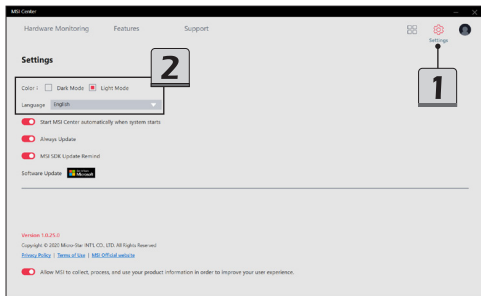 MSI Center
Hardware Monitoring Features Support
Settings
Settings
2
1
Color : Dark Mode Light Mode
Language English
Start MSI Center automatically when system starts
Always Update
MSI SDK Update Remind
Software Update Microsoft
Version 1.0.25.0
Copyright © 2020 Micro-Star INT'L CO., LTD. All Rights Reserved
Privacy Policy | Terms of Use | MSI Official website
Allow MSI to collect, process, and use your product information in order to improve your user experience.